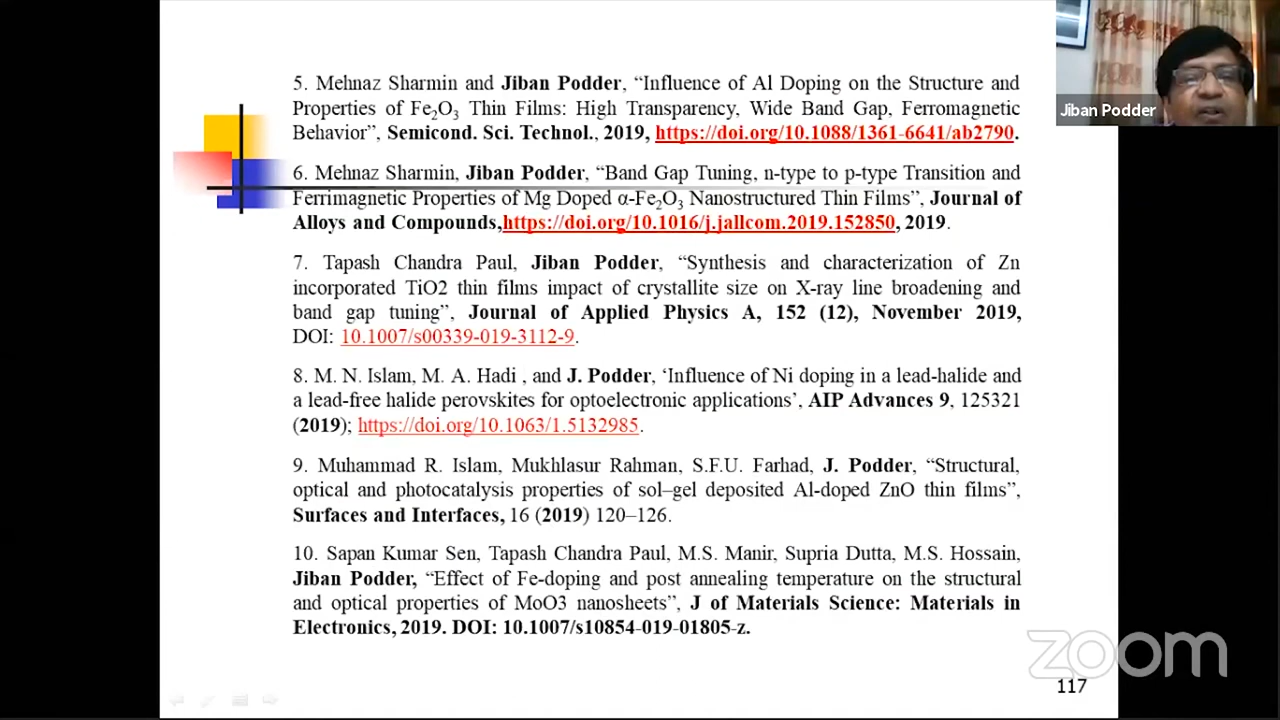 5. Mehnaz Sharmin and Jiban Podder, “Influence of Al Doping on the Structure and
Properties of Fe₂O₃ Thin Films: High Transparency, Wide Band Gap, Ferromagnetic
Behavior”, Semicond. Sci. Technol., 2019, https://doi.org/10.1088/1361-6641/ab2790.
6. Mehnaz Sharmin, Jiban Podder, “Band Gap Tuning, n-type to p-type Transition and
Ferrimagnetic Properties of Mg Doped α-Fe₂O₃ Nanostructured Thin Films”, Journal of
Alloys and Compounds,https://doi.org/10.1016/j.jallcom.2019.152850, 2019.
7. Tapash Chandra Paul, Jiban Podder, “Synthesis and characterization of Zn
incorporated TiO2 thin films impact of crystallite size on X-ray line broadening and
band gap tuning”, Journal of Applied Physics A, 152 (12), November 2019,
DOI: 10.1007/s00339-019-3112-9.
8. M. N. Islam, M. A. Hadi , and J. Podder, ‘Influence of Ni doping in a lead-halide and
a lead-free halide perovskites for optoelectronic applications’, AIP Advances 9, 125321
(2019); https://doi.org/10.1063/1.5132985.
9. Muhammad R. Islam, Mukhlasur Rahman, S.F.U. Farhad, J. Podder, “Structural,
optical and photocatalysis properties of sol–gel deposited Al-doped ZnO thin films”,
Surfaces and Interfaces, 16 (2019) 120–126.
10. Sapan Kumar Sen, Tapash Chandra Paul, M.S. Manir, Supria Dutta, M.S. Hossain,
Jiban Podder, “Effect of Fe-doping and post annealing temperature on the structural
and optical properties of MoO3 nanosheets”, J of Materials Science: Materials in
Electronics, 2019. DOI: 10.1007/s10854-019-01805-z.
117
Jiban Podder
zoom